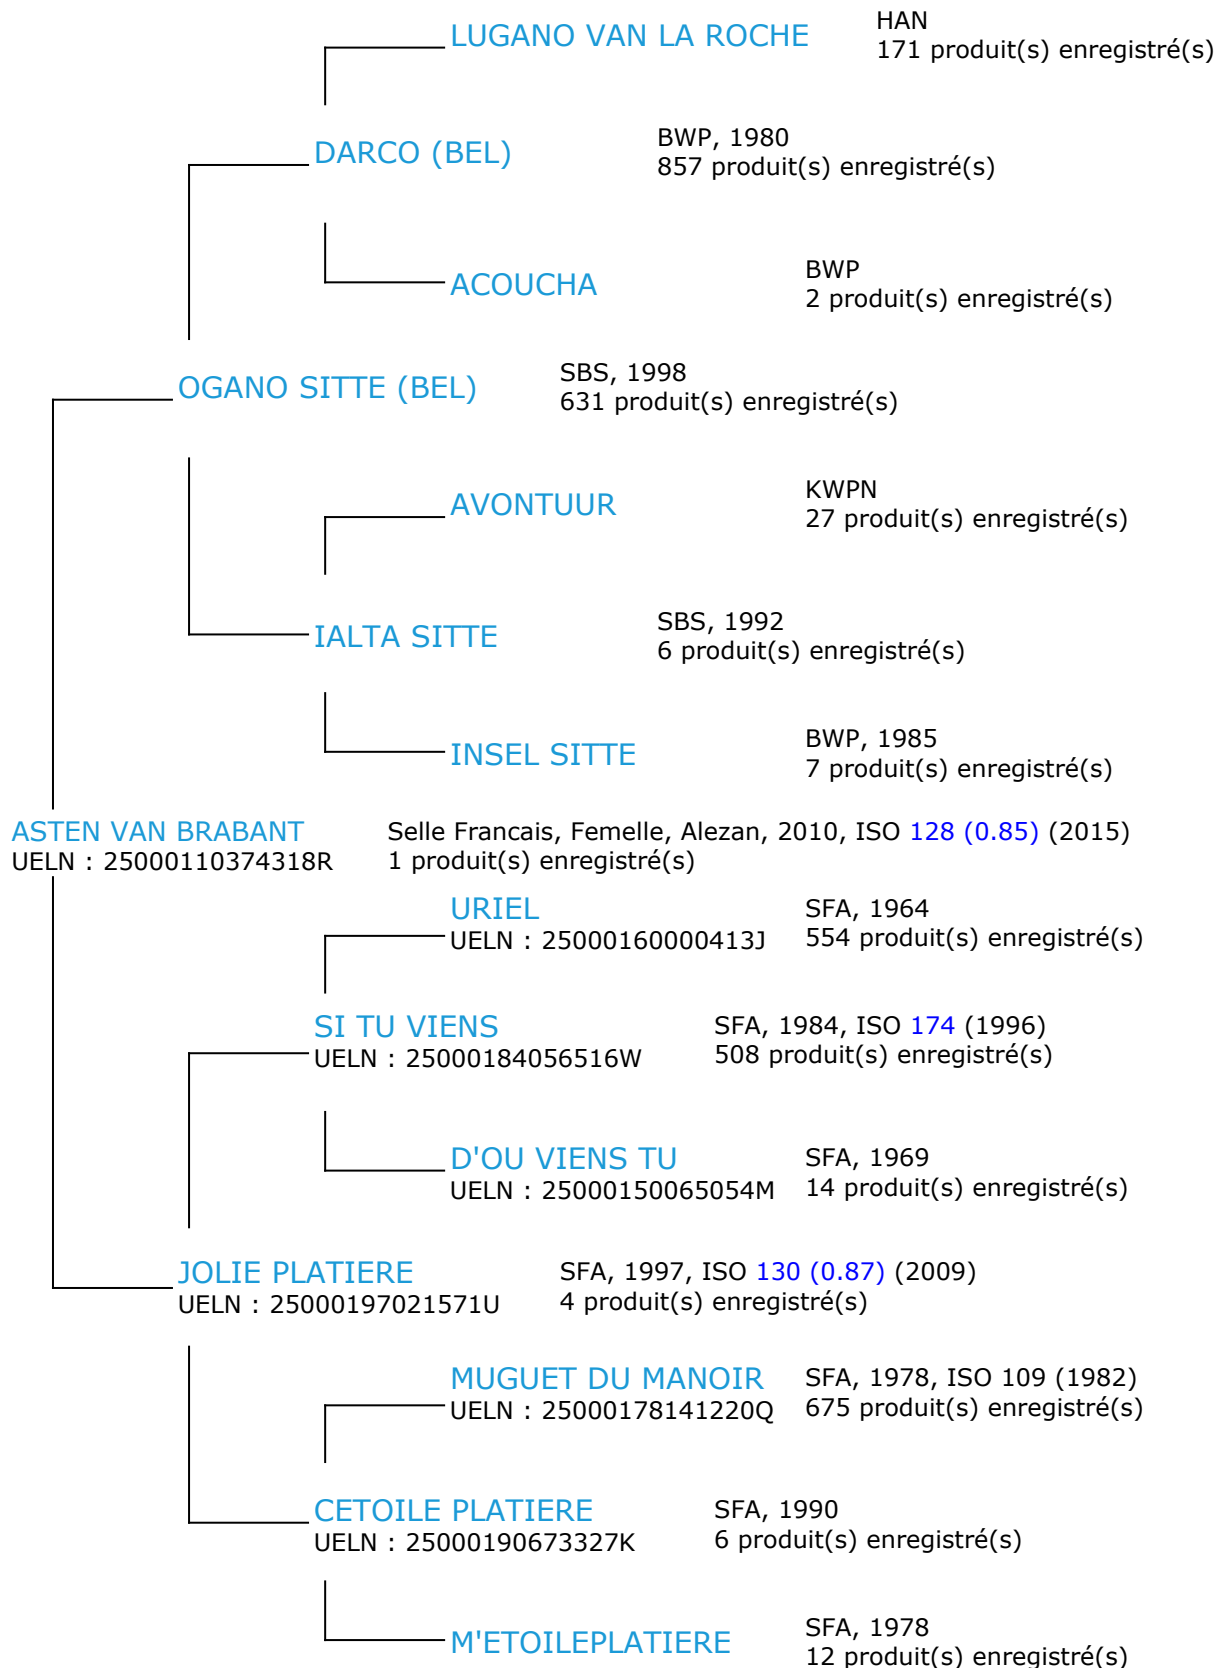 LUGANO VAN LA ROCHE
HAN
171 produit(s) enregistré(s)
DARCO (BEL)
BWP, 1980
857 produit(s) enregistré(s)
ACOUCHA
BWP
2 produit(s) enregistré(s)
OGANO SITTE (BEL)
SBS, 1998
631 produit(s) enregistré(s)
AVONTUUR
KWPN
27 produit(s) enregistré(s)
IALTA SITTE
SBS, 1992
6 produit(s) enregistré(s)
INSEL SITTE
BWP, 1985
7 produit(s) enregistré(s)
ASTEN VAN BRABANT
UELN : 25000110374318R
Selle Francais, Femelle, Alezan, 2010, ISO 128 (0.85) (2015)
1 produit(s) enregistré(s)
URIEL
UELN : 25000160000413J
SFA, 1964
554 produit(s) enregistré(s)
SI TU VIENS
UELN : 25000184056516W
SFA, 1984, ISO 174 (1996)
508 produit(s) enregistré(s)
D'OU VIENS TU
UELN : 25000150065054M
SFA, 1969
14 produit(s) enregistré(s)
JOLIE PLATIERE
UELN : 25000197021571U
SFA, 1997, ISO 130 (0.87) (2009)
4 produit(s) enregistré(s)
MUGUET DU MANOIR
UELN : 25000178141220Q
SFA, 1978, ISO 109 (1982)
675 produit(s) enregistré(s)
CETOILE PLATIERE
UELN : 25000190673327K
SFA, 1990
6 produit(s) enregistré(s)
M'ETOILEPLATIERE
SFA, 1978
12 produit(s) enregistré(s)